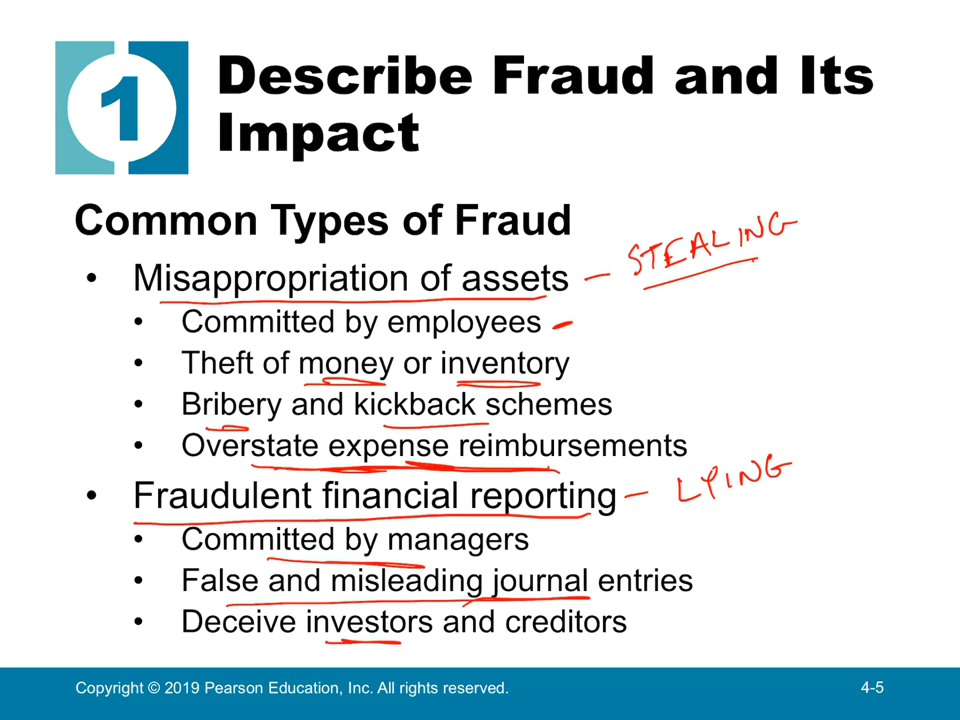 1
Describe Fraud and Its
Impact
Common Types of Fraud
• Misappropriation of assets – STEALING
• Committed by employees
• Theft of money or inventory
• Bribery and kickback schemes
• Overstate expense reimbursements
• Fraudulent financial reporting – LYING
• Committed by managers
• False and misleading journal entries
• Deceive investors and creditors
Copyright © 2019 Pearson Education, Inc. All rights reserved. 4-5